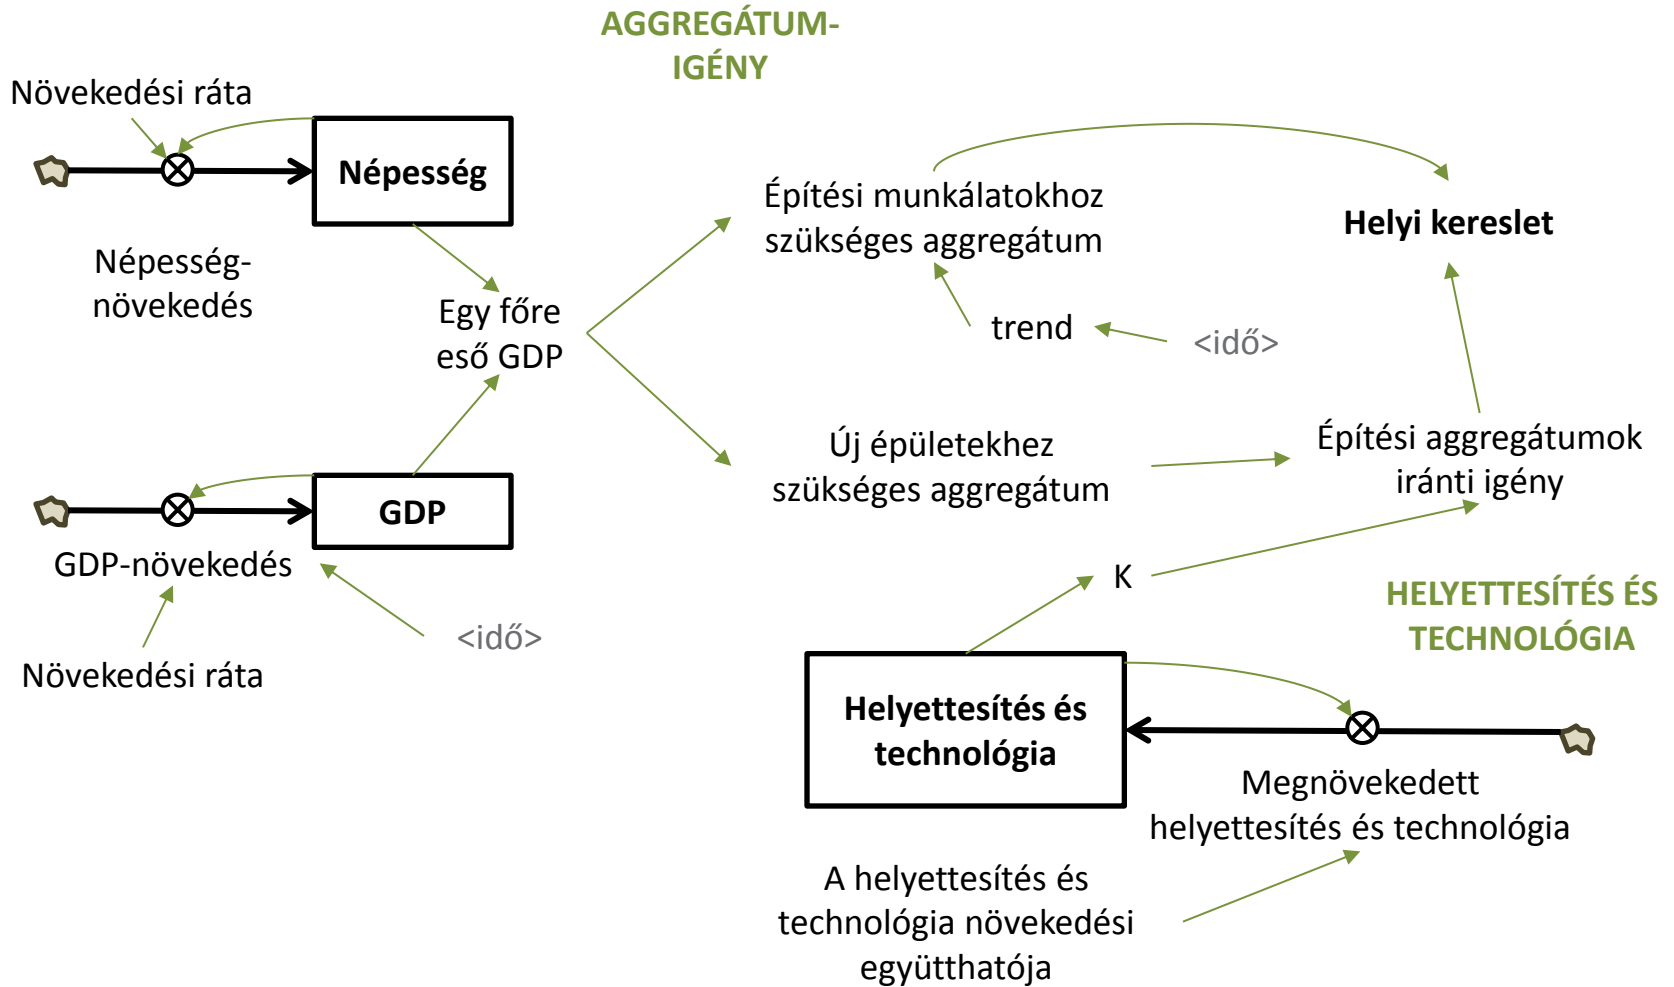 AGGREGÁTUM-
IGÉNY
Növekedési ráta
Népesség
Népesség-
növekedés
Egy főre
eső GDP
Építési munkálatokhoz
szükséges aggregátum
Helyi kereslet
trend
<idő>
Új épületekhez
szükséges aggregátum
Építési aggregátumok
iránti igény
GDP
GDP-növekedés
<idő>
Növekedési ráta
K
HELYETTESÍTÉS ÉS
TECHNOLÓGIA
Helyettesítés és
technológia
Megnövekedett
helyettesítés és technológia
A helyettesítés és
technológia növekedési
együtthatója